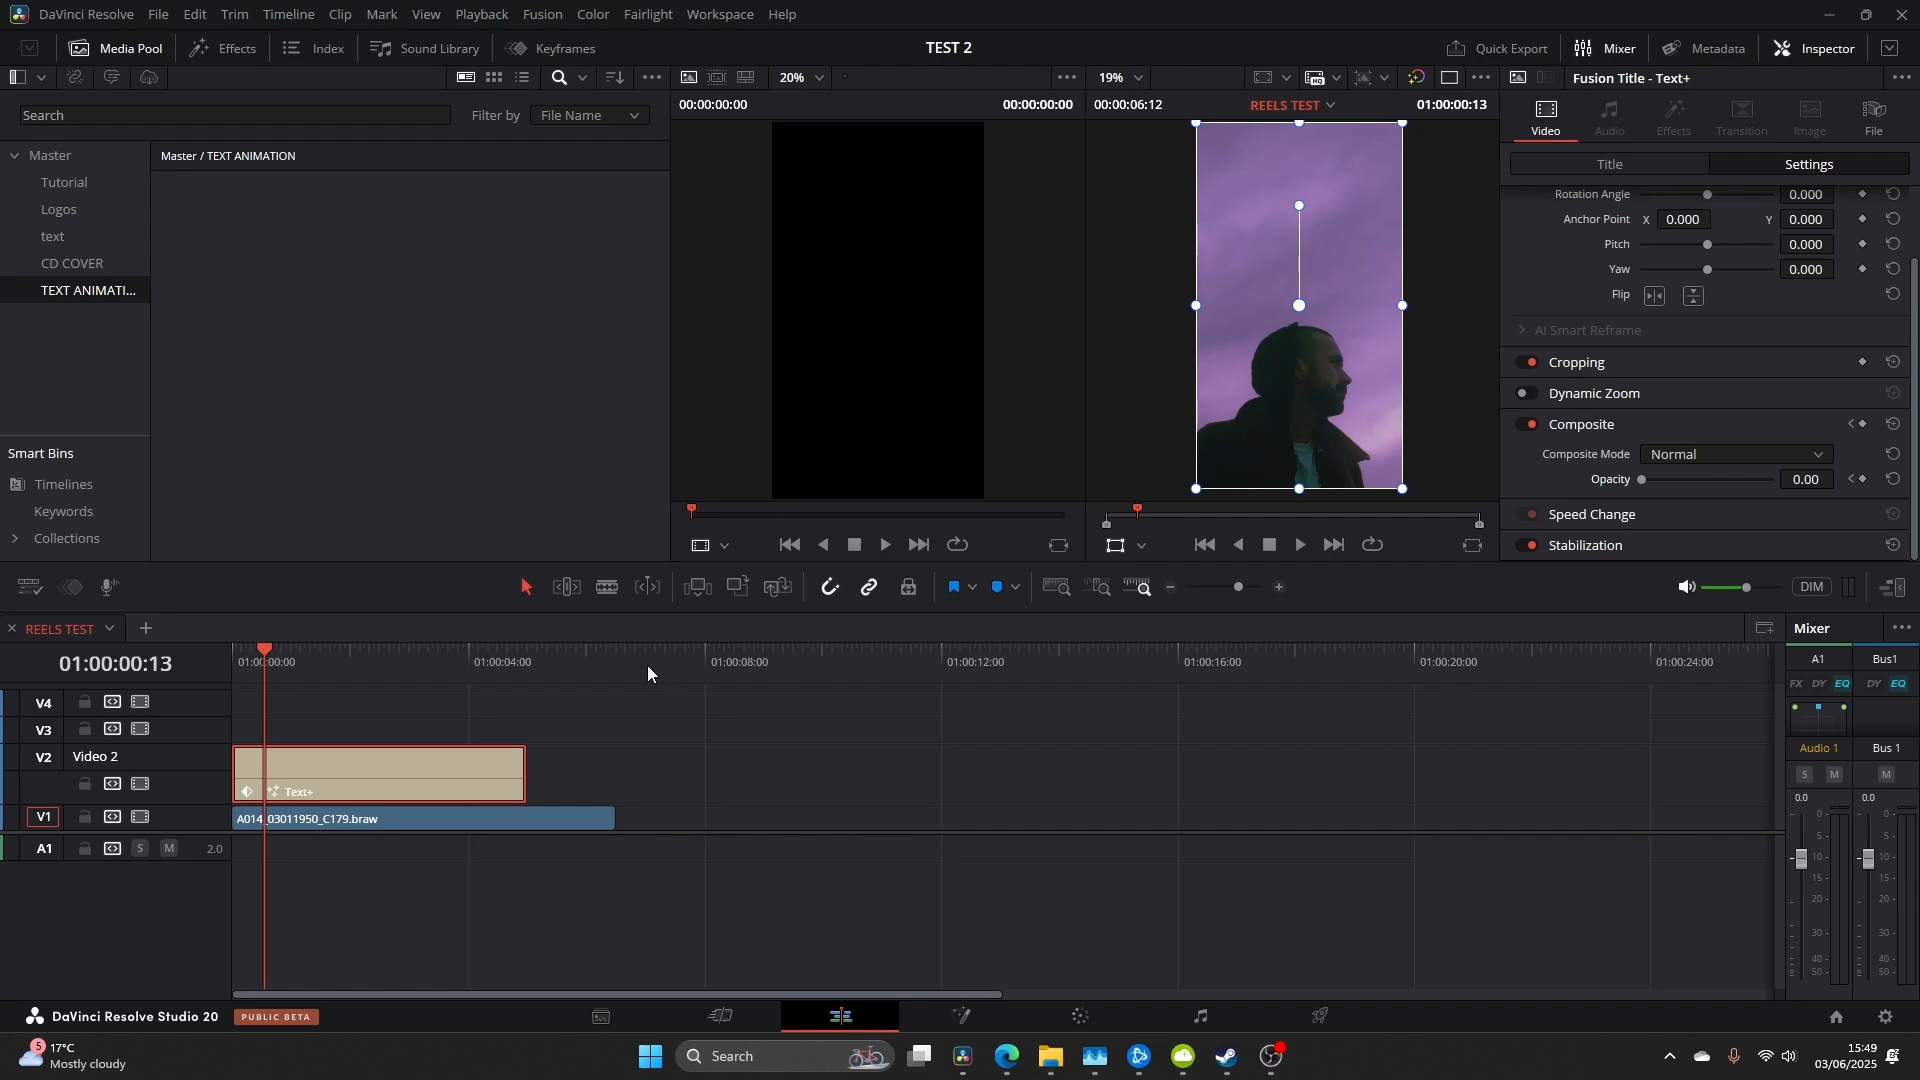 DaVinci Resolve File Edit Trim Timeline Clip Mark View Playback Fusion Color Fairlight Workspace Help
Media Pool Effects Index Sound Library Keyframes TEST 2 Quick Export Mixer Metadata Inspector
20% 19% Fusion Title - Text+
00:00:00:00 00:00:00:00 00:00:06:12 REELS TEST 01:00:00:13
Search Filter by File Name
Video Audio Effects Transition Image File
Master Master / TEXT ANIMATION
Title Settings
Tutorial
Rotation Angle 0.000
Logos
Anchor Point X 0.000 Y 0.000
text
Pitch 0.000
CD COVER
Yaw 0.000
TEXT ANIMATI...
Flip
AI Smart Reframe
Cropping
Dynamic Zoom
Composite
Smart Bins
Composite Mode Normal
Timelines
Opacity 0.00
Keywords
Speed Change
Collections
Stabilization
DIM
REELS TEST
Mixer
01:00:00:13
01:00:00:00 01:00:04:00 01:00:08:00 01:00:12:00 01:00:16:00 01:00:20:00 01:00:24:00
A1 Bus1
FX DY EQ DY EQ
V4
V3
V2 Video 2
Audio 1 Bus 1
S M M
Text+
0.0 0.0
V1 A014_03011950_C179.braw
A1 S M 2.0
0 0
5 5
10 10
15 15
20 20
30 30
40 40
50 50
DaVinci Resolve Studio 20 PUBLIC BETA
5 17°C
Mostly cloudy
Search
15:49
03/06/2025